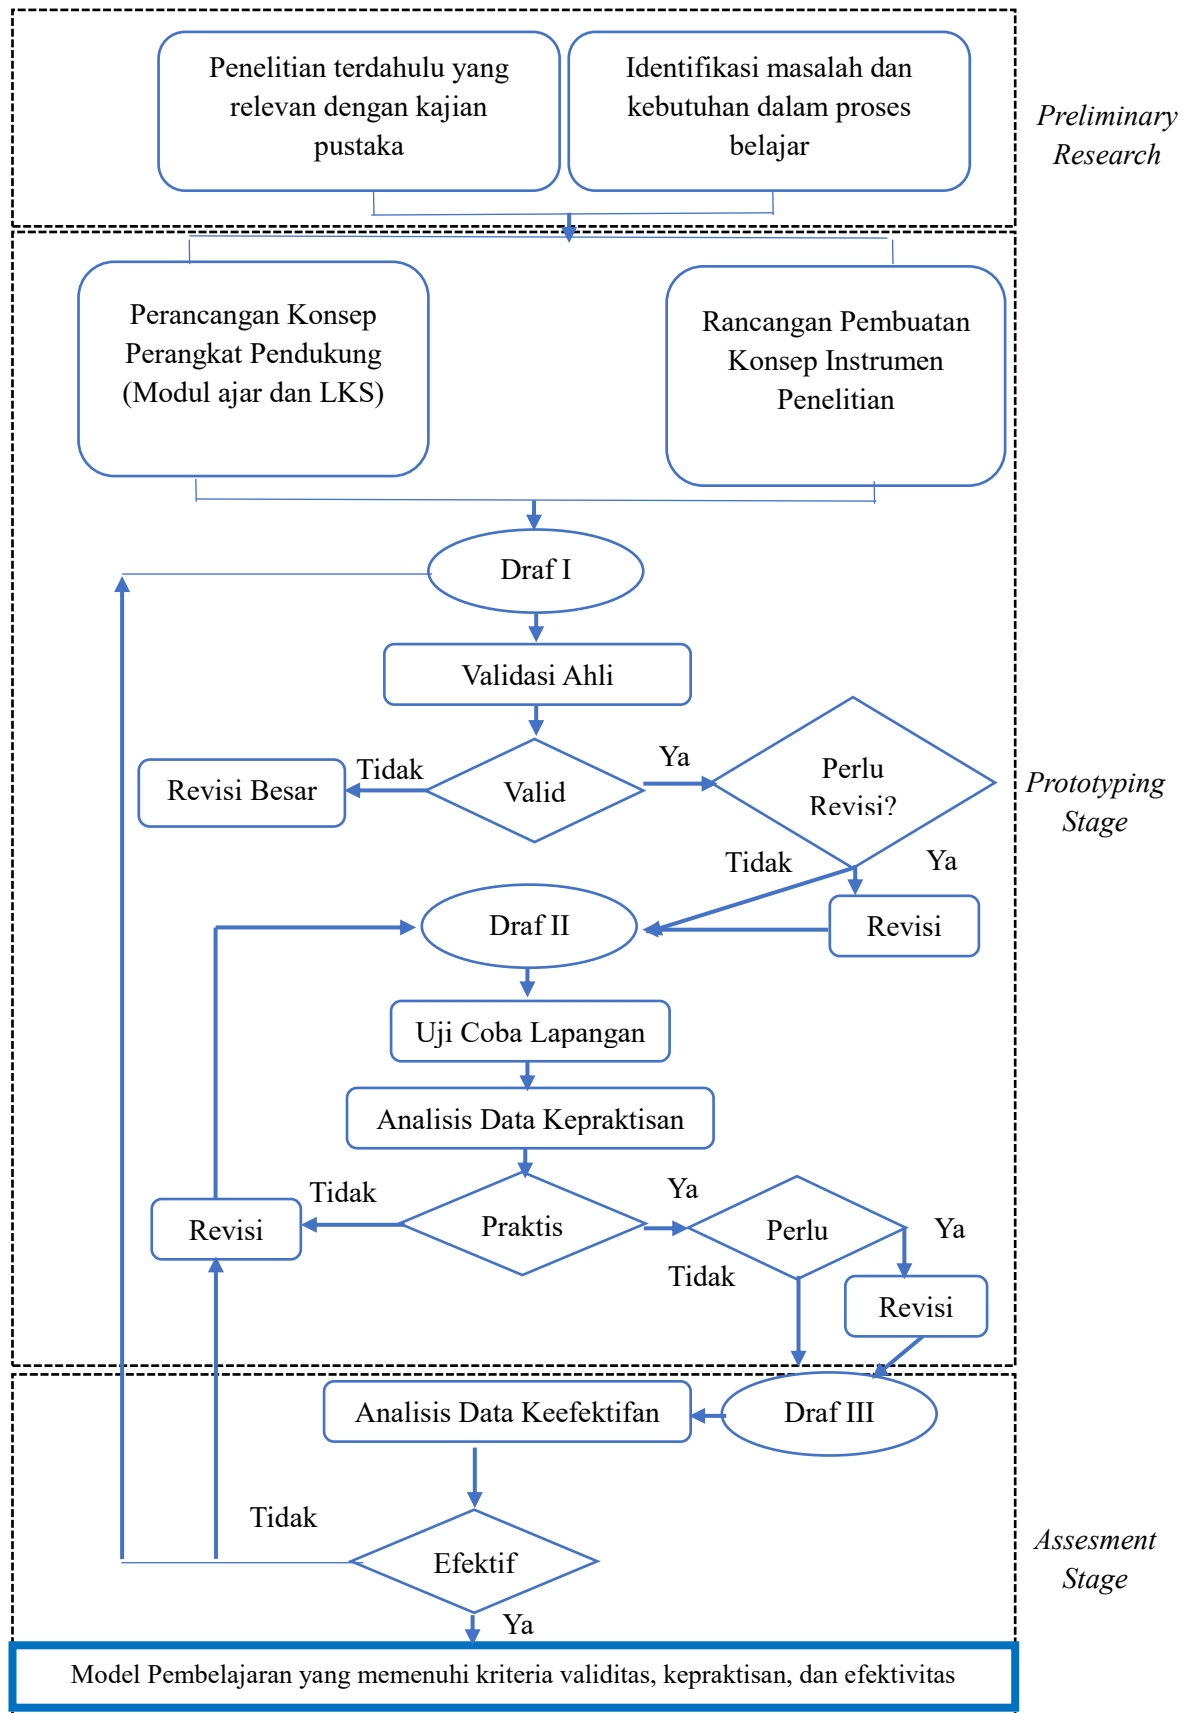 Penelitian terdahulu yang
relevan dengan kajian
pustaka
Identifikasi masalah dan
kebutuhan dalam proses
belajar
Preliminary
Research
Perancangan Konsep
Perangkat Pendukung
(Modul ajar dan LKS)
Rancangan Pembuatan
Konsep Instrumen
Penelitian
Draf I
Validasi Ahli
Valid
Tidak
Ya
Revisi Besar
Perlu
Revisi?
Prototyping
Stage
Tidak
Ya
Revisi
Draf II
Uji Coba Lapangan
Analisis Data Kepraktisan
Praktis
Tidak
Ya
Revisi
Perlu
Ya
Tidak
Revisi
Draf III
Analisis Data Keefektifan
Tidak
Efektif
Assesment
Stage
Ya
Model Pembelajaran yang memenuhi kriteria validitas, kepraktisan, dan efektivitas